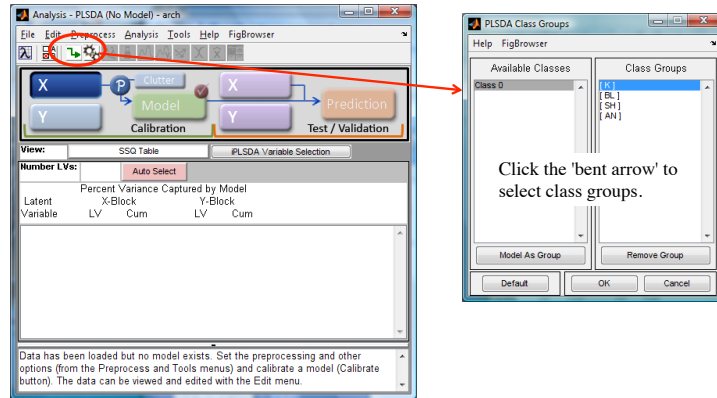 Analysis - PLSDA (No Model) - arch
File Edit Preprocess Analysis Tools Help FigBrowser
X
P
Clutter
Model
Y
Calibration
X
Y
Prediction
Test / Validation
View:
SSQ Table
iPLSDA Variable Selection
Number LVs:
Auto Select
Percent Variance Captured by Model
Latent X-Block Y-Block
Variable LV Cum LV Cum
Data has been loaded but no model exists. Set the preprocessing and other
options (from the Preprocess and Tools menus) and calibrate a model (Calibrate
button). The data can be viewed and edited with the Edit menu.
PLSDA Class Groups
Help FigBrowser
Available Classes
Class Groups
Class 0
[ K ]
[ BL ]
[ SH ]
[ AN ]
Click the 'bent arrow' to
select class groups.
Model As Group
Remove Group
Default
OK
Cancel